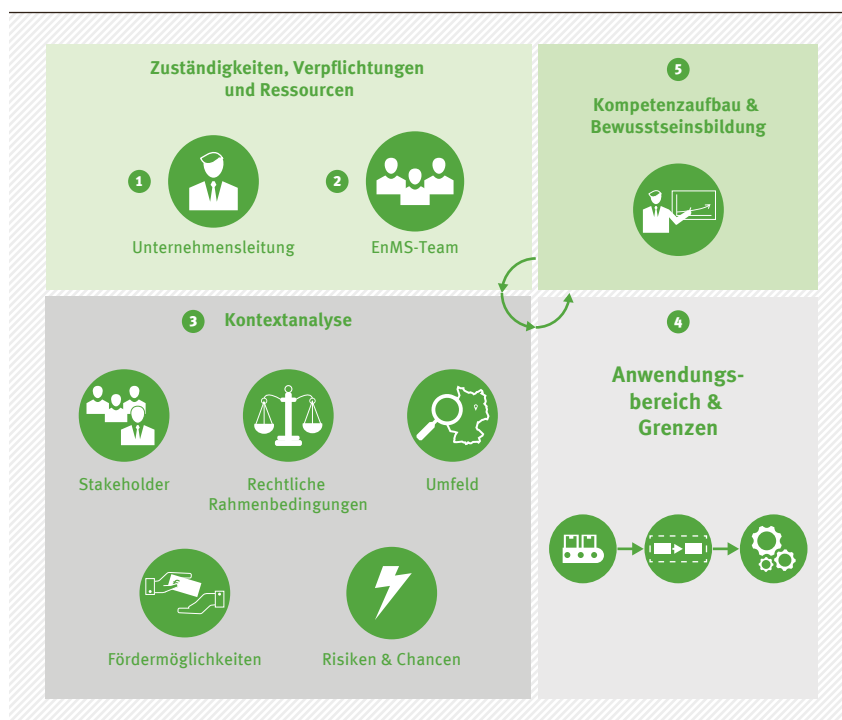 Zuständigkeiten, Verpflichtungen
und Ressourcen
1
Unternehmensleitung
2
EnMS-Team
5
Kompetenzaufbau &
Bewusstseinsbildung
3 Kontextanalyse
Stakeholder
Rechtliche
Rahmenbedingungen
Umfeld
Fördermöglichkeiten
Risiken & Chancen
4
Anwendungs-
bereich &
Grenzen